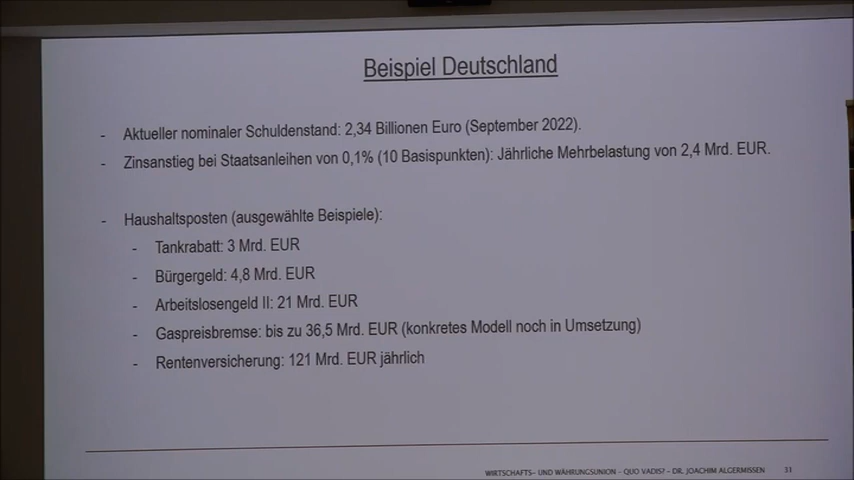 Beispiel Deutschland
- Aktueller nominaler Schuldenstand: 2,34 Billionen Euro (September 2022).
- Zinsanstieg bei Staatsanleihen von 0,1% (10 Basispunkten): Jährliche Mehrbelastung von 2,4 Mrd. EUR.
- Haushaltsposten (ausgewählte Beispiele):
- Tankrabatt: 3 Mrd. EUR
- Bürgergeld: 4,8 Mrd. EUR
- Arbeitslosengeld II: 21 Mrd. EUR
- Gaspreisbremse: bis zu 36,5 Mrd. EUR (konkretes Modell noch in Umsetzung)
- Rentenversicherung: 121 Mrd. EUR jährlich
WIRTSCHAFTS- UND WÄHRUNGSUNION - QUO VADIS? - DR. JOACHIM ALGERMISSEN 31